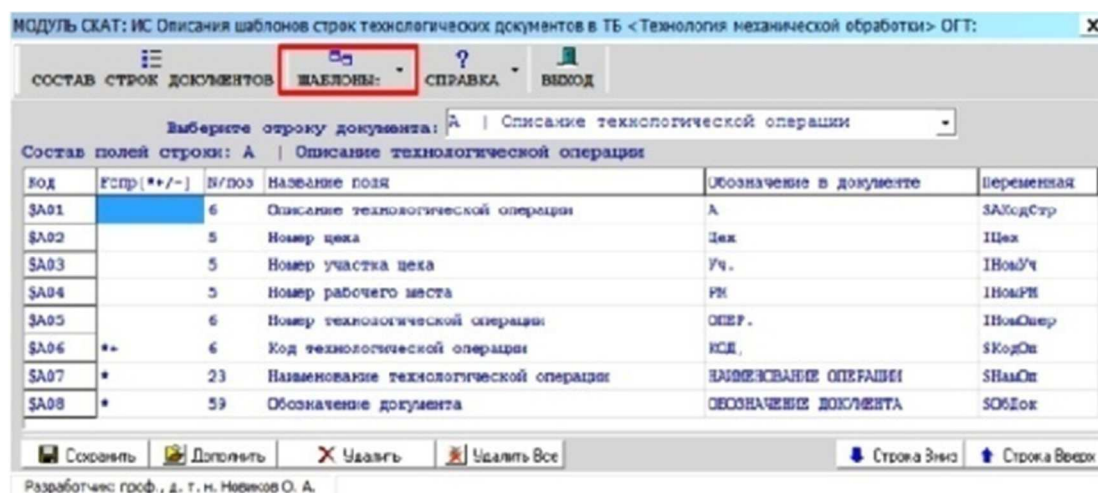 МОДУЛЬ СКАТ: ИС Описания шаблонов строк технологических документов в ТБ <Технология механической обработки> ОГТ:
СОСТАВ СТРОК ДОКУМЕНТОВ ШАБЛОНЫ: СПРАВКА ВЫХОД
Выберите строку документа: А | Описание технологической операции
Состав полей строки: А | Описание технологической операции
Код Fспр[*+/-] N/поз Название поля Обозначение в документе Переменная
$A01 6 Описание технологической операции А SAКодСтр
$A02 5 Номер цеха Цех IЦех
$A03 5 Номер участка цеха Уч. IНомУч
$A04 5 Номер рабочего места РМ IНомРМ
$A05 6 Номер технологической операции ОПЕР. IНомОпер
$A06 *+ 6 Код технологической операции КОД, SКодОп
$A07 * 23 Наименование технологической операции НАИМЕНОВАНИЕ ОПЕРАЦИИ SНаиОп
$A08 * 59 Обозначение документа ОБОЗНАЧЕНИЕ ДОКУМЕНТА SОбДок
Сохранить Дополнить Удалить Удалить Все Строка Вниз Строка Вверх
Разработчик: проф., д. т. н. Новиков О. А.